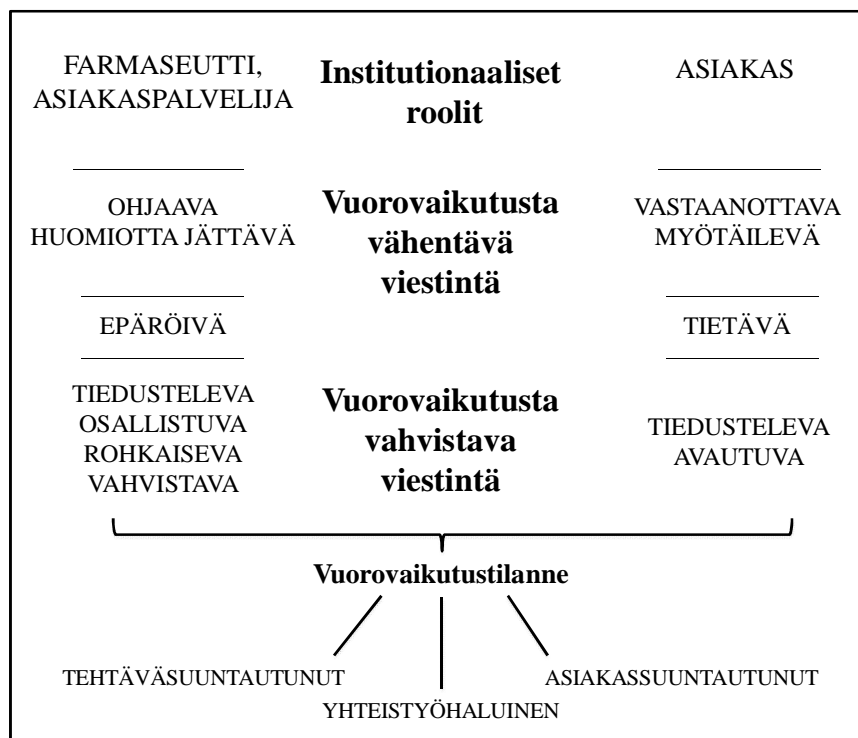 FARMASEUTTI,
ASIAKASPALVELIJA
Institutionaaliset
roolit
ASIAKAS
OHJAAVA
HUOMIOTTA JÄTTÄVÄ
Vuorovaikutusta
vähentävä
viestintä
VASTAANOTTAVA
MYÖTÄILEVÄ
EPÄRÖIVÄ
TIETÄVÄ
TIEDUSTELEVA
OSALLISTUVA
ROHKAISEVA
VAHVISTAVA
Vuorovaikutusta
vahvistava
viestintä
TIEDUSTELEVA
AVAUTUVA
Vuorovaikutustilanne
TEHTÄVÄSUUNTAUTUNUT
YHTEISTYÖHALUINEN
ASIAKASSUUNTAUTUNUT